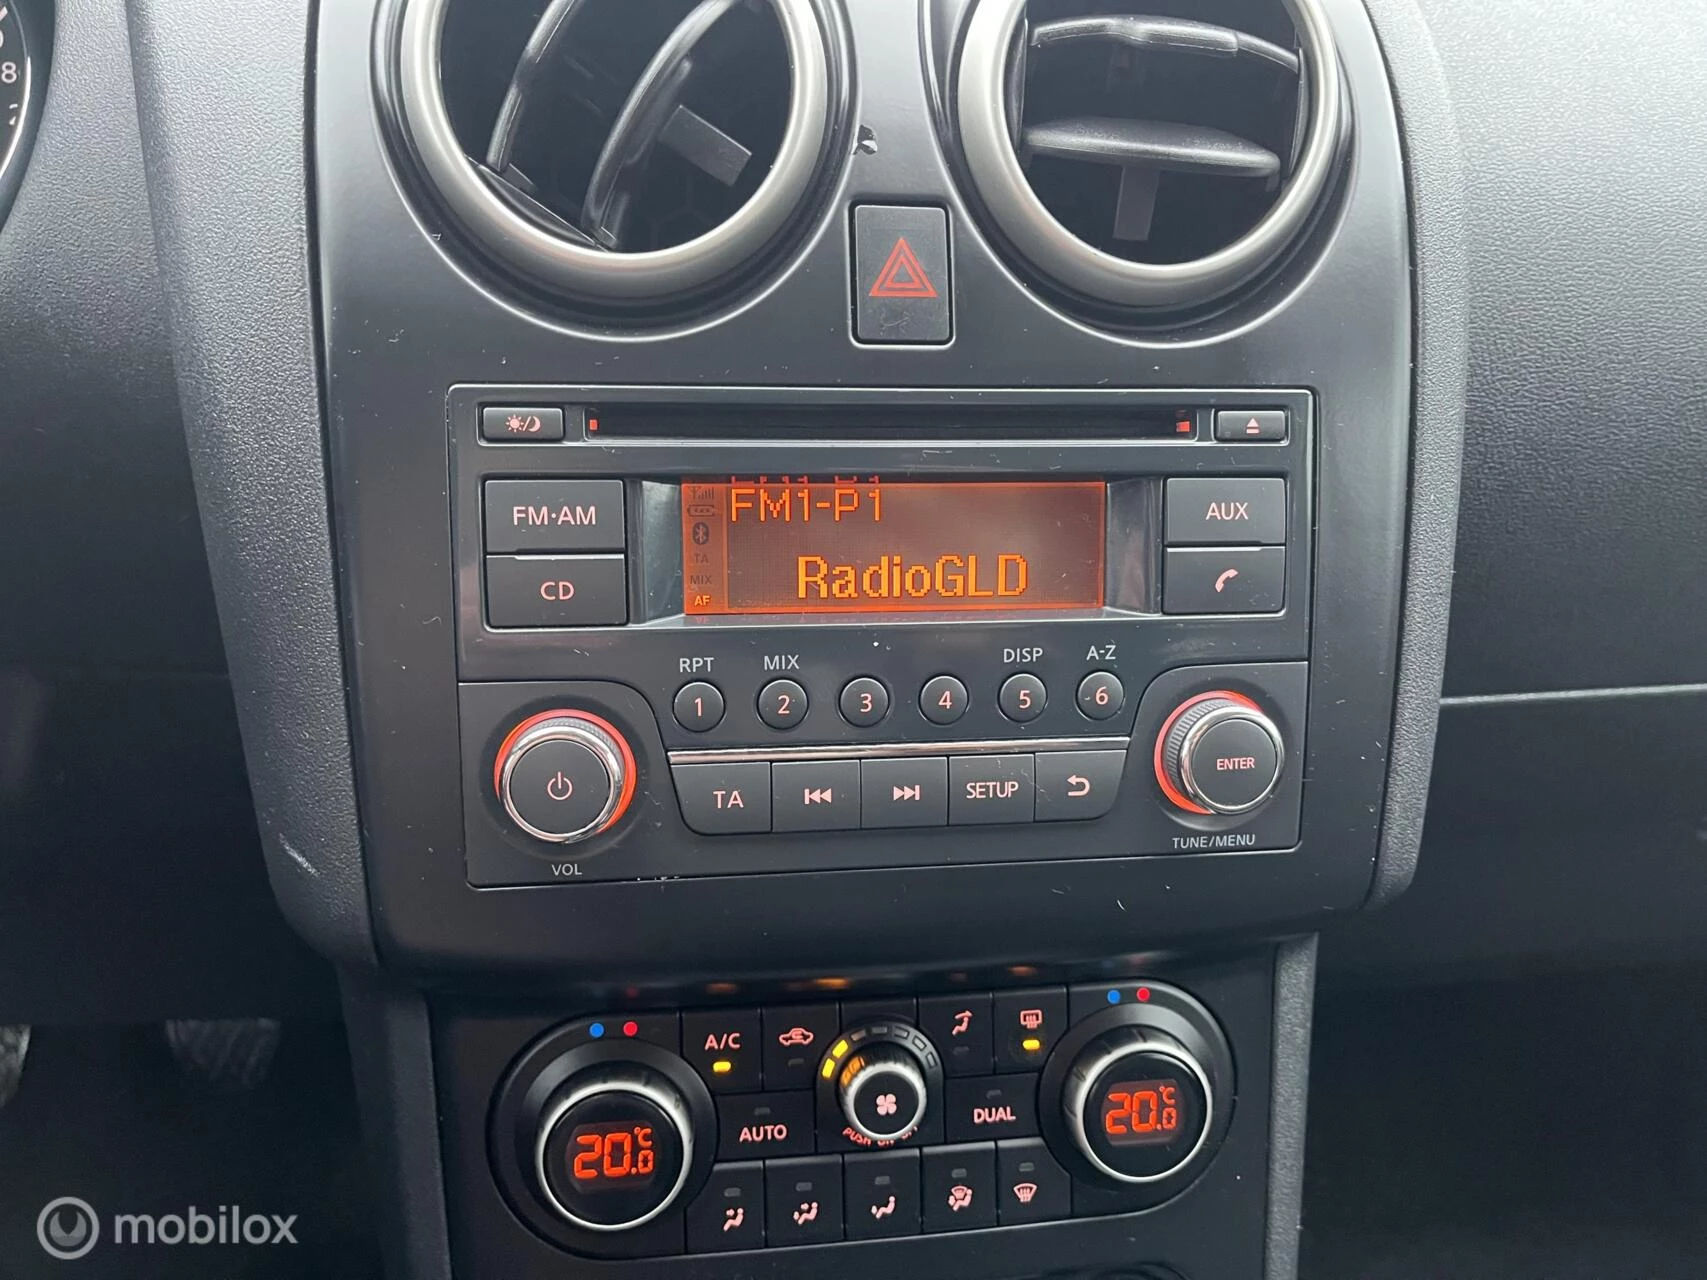 8
FM1-P1
FM·AM
AUX
TA
CD
RadioGLD
MIX
AF
RPT MIX DISP A-Z
1 2 3 4 5 6
TA SETUP ENTER
VOL
TUNE/MENU
A/C
20.0 °C
AUTO DUAL
20.0 °C
mobilox